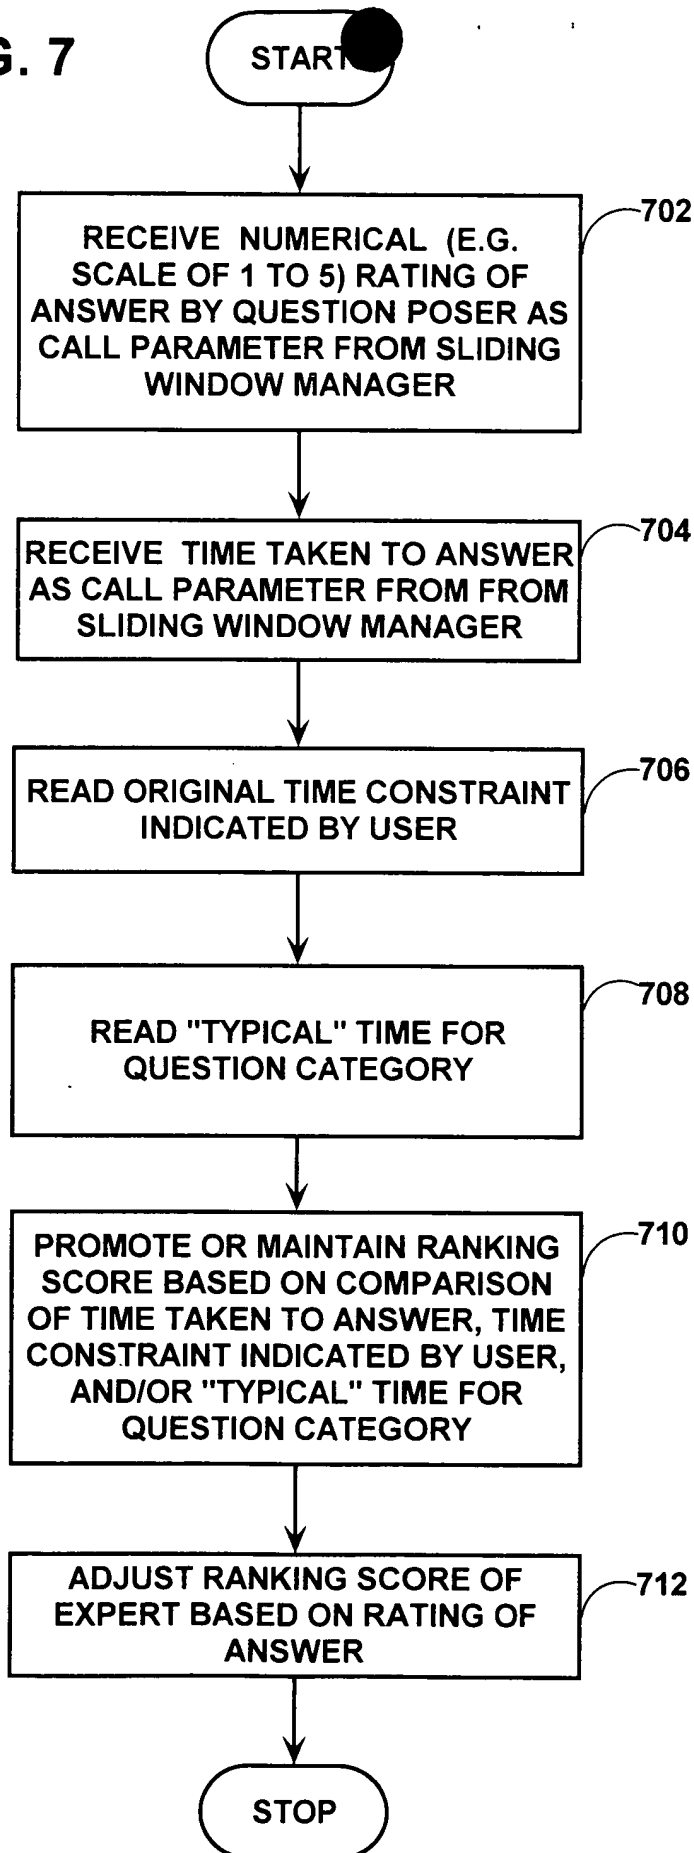 G. 7
START
RECEIVE NUMERICAL (E.G.
SCALE OF 1 TO 5) RATING OF
ANSWER BY QUESTION POSER AS
CALL PARAMETER FROM SLIDING
WINDOW MANAGER
702
RECEIVE TIME TAKEN TO ANSWER
AS CALL PARAMETER FROM FROM
SLIDING WINDOW MANAGER
704
READ ORIGINAL TIME CONSTRAINT
INDICATED BY USER
706
READ "TYPICAL" TIME FOR
QUESTION CATEGORY
708
PROMOTE OR MAINTAIN RANKING
SCORE BASED ON COMPARISON
OF TIME TAKEN TO ANSWER, TIME
CONSTRAINT INDICATED BY USER,
AND/OR "TYPICAL" TIME FOR
QUESTION CATEGORY
710
ADJUST RANKING SCORE OF
EXPERT BASED ON RATING OF
ANSWER
712
STOP